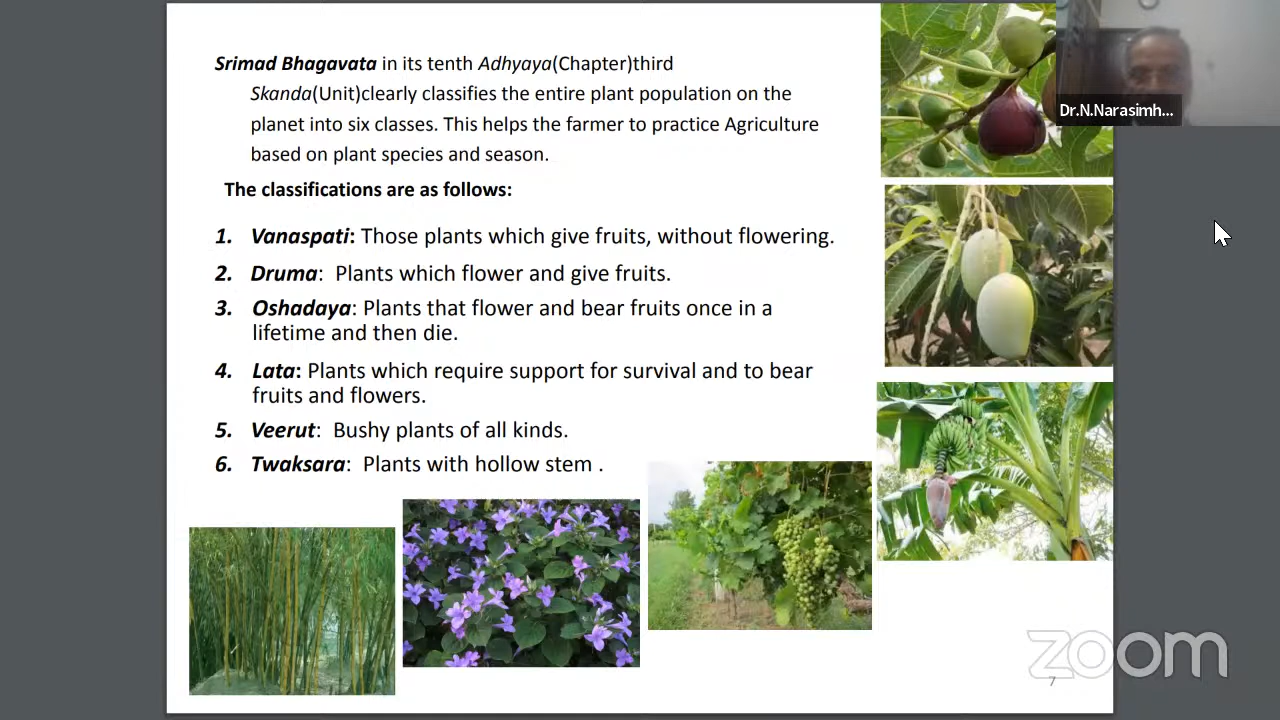 Srimad Bhagavata in its tenth Adhyaya(Chapter)third
Skanda(Unit)clearly classifies the entire plant population on the
planet into six classes. This helps the farmer to practice Agriculture
based on plant species and season.
The classifications are as follows:
1. Vanaspati: Those plants which give fruits, without flowering.
2. Druma: Plants which flower and give fruits.
3. Oshadaya: Plants that flower and bear fruits once in a
lifetime and then die.
4. Lata: Plants which require support for survival and to bear
fruits and flowers.
5. Veerut: Bushy plants of all kinds.
6. Twaksara: Plants with hollow stem .
Dr.N.Narasimh...
zoom
7